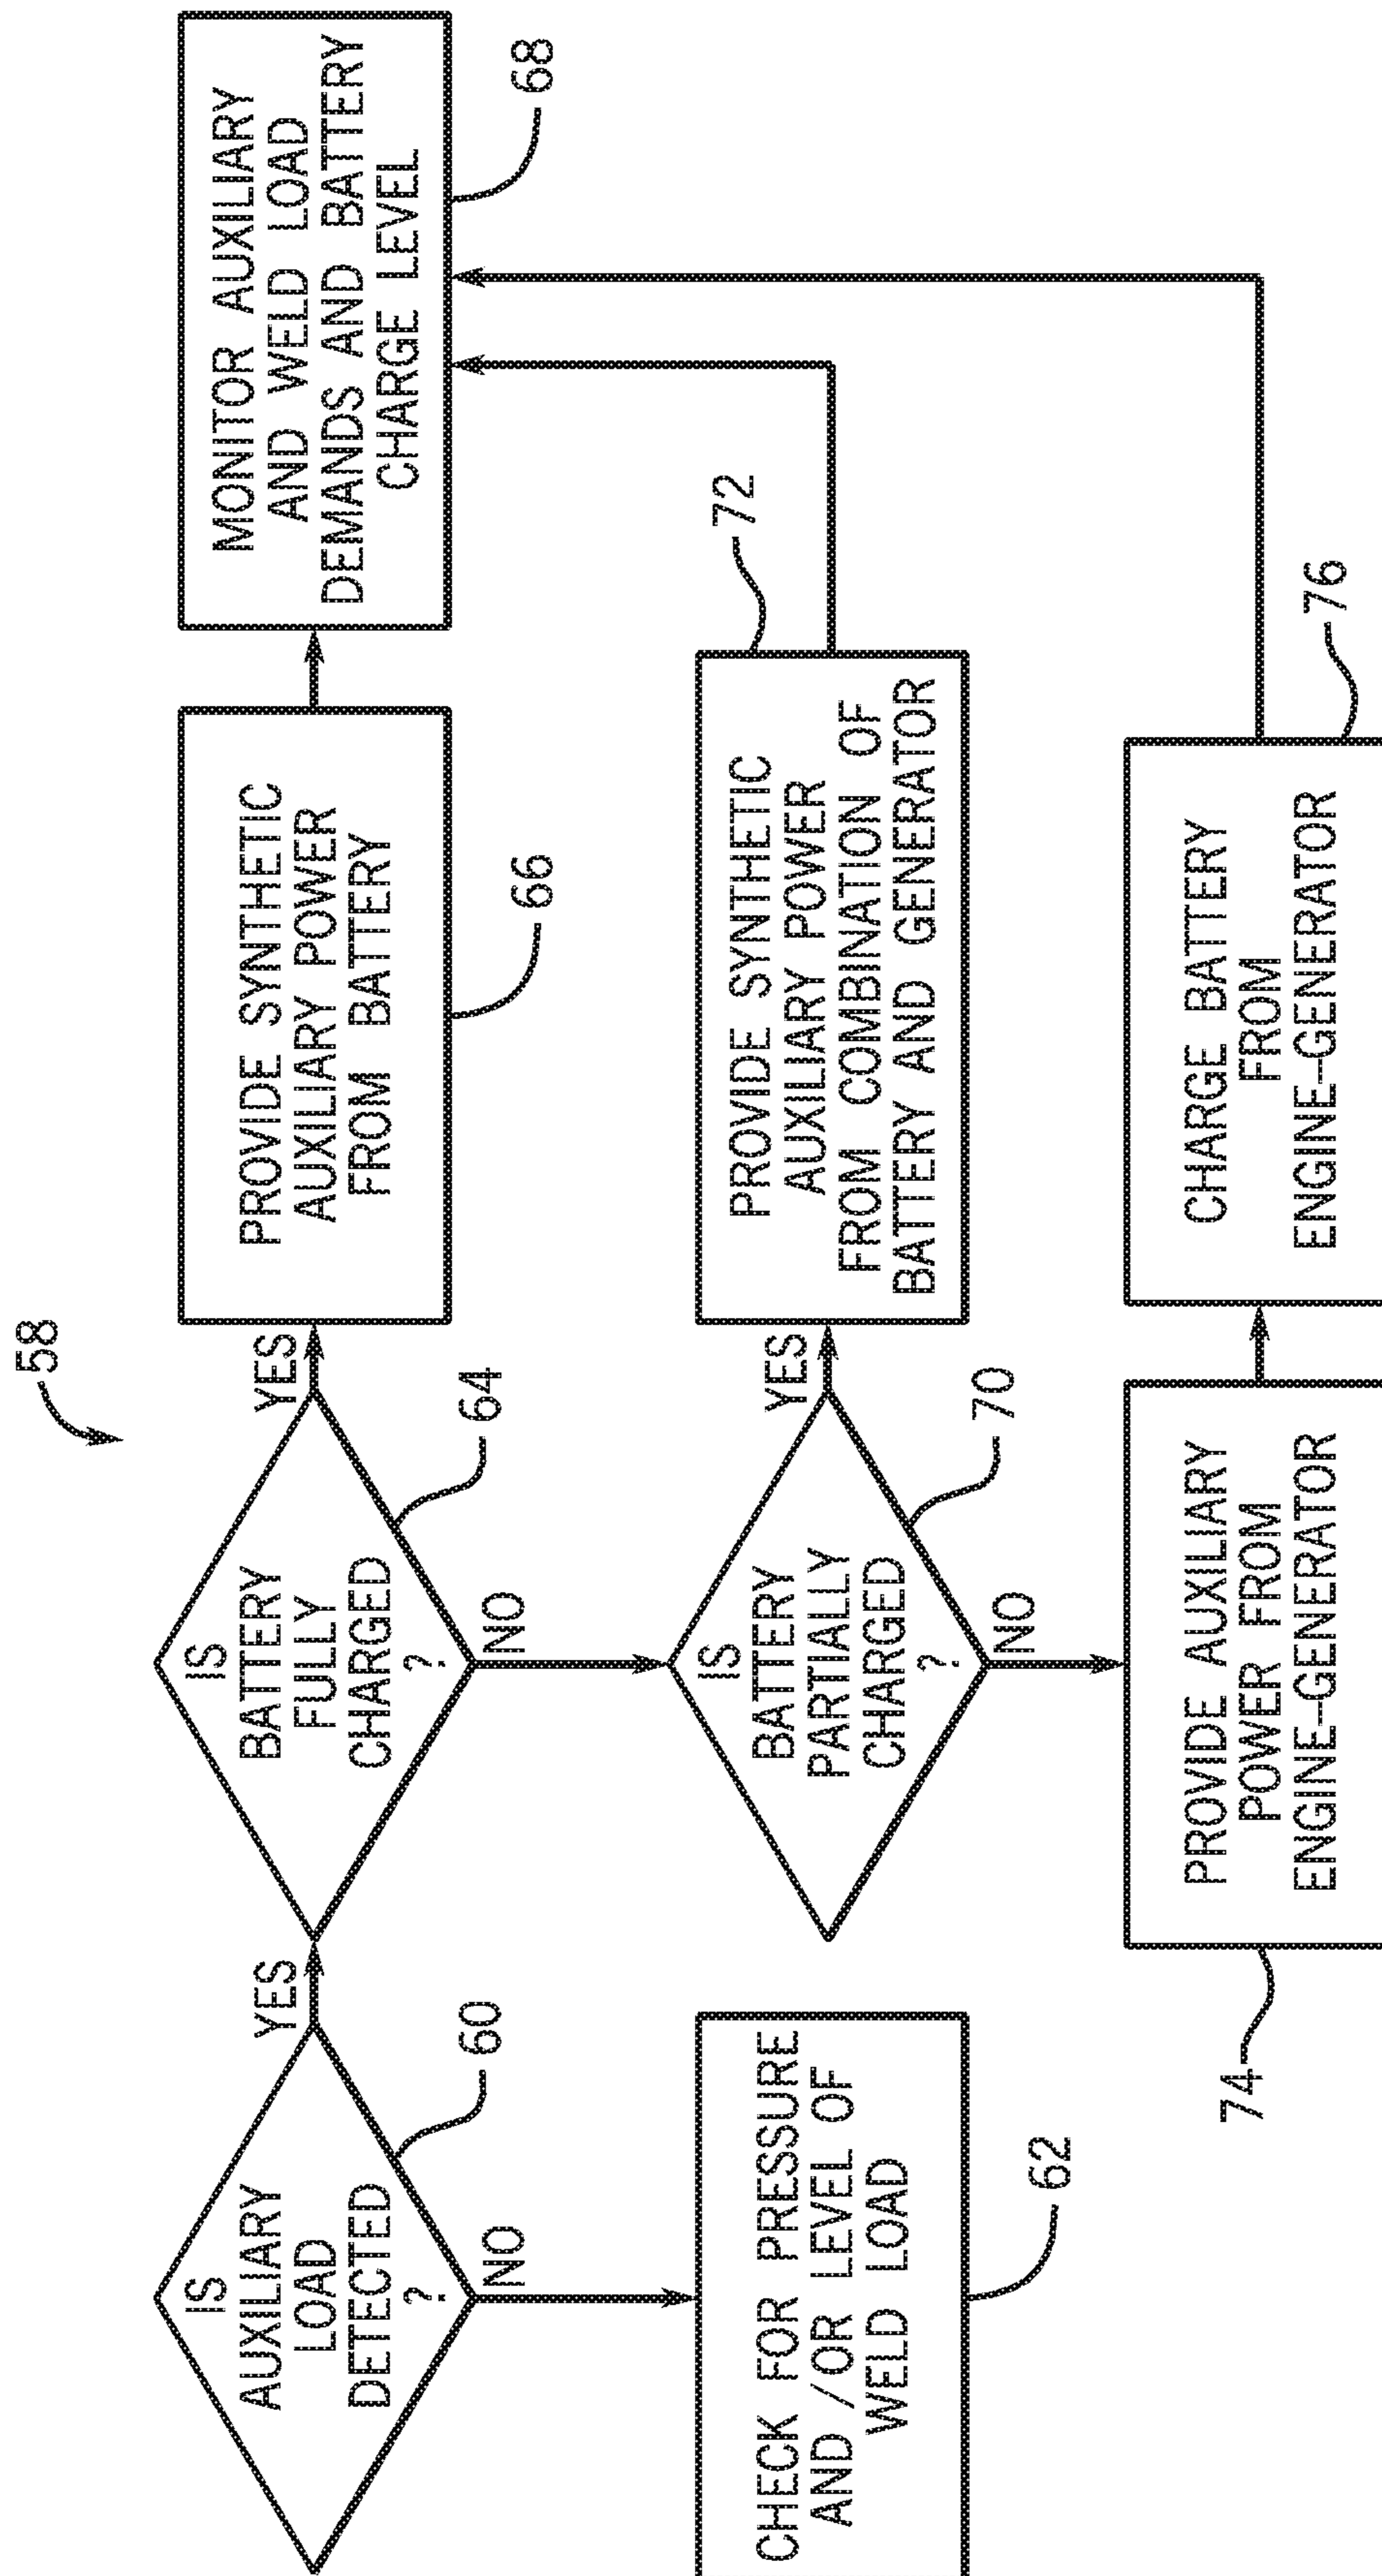 58
IS
AUXILIARY
LOAD
DETECTED
?
YES
NO
60
CHECK FOR PRESSURE
AND/OR LEVEL OF
WELD LOAD
62
IS
BATTERY
FULLY
CHARGED
?
YES
NO
64
PROVIDE SYNTHETIC
AUXILIARY POWER
FROM BATTERY
66
MONITOR AUXILIARY
AND WELD LOAD
DEMANDS AND BATTERY
CHARGE LEVEL
68
IS
BATTERY
PARTIALLY
CHARGED
?
YES
NO
70
PROVIDE SYNTHETIC
AUXILIARY POWER
FROM COMBINATION OF
BATTERY AND GENERATOR
72
PROVIDE AUXILIARY
POWER FROM
ENGINE-GENERATOR
74
CHARGE BATTERY
FROM
ENGINE-GENERATOR
76